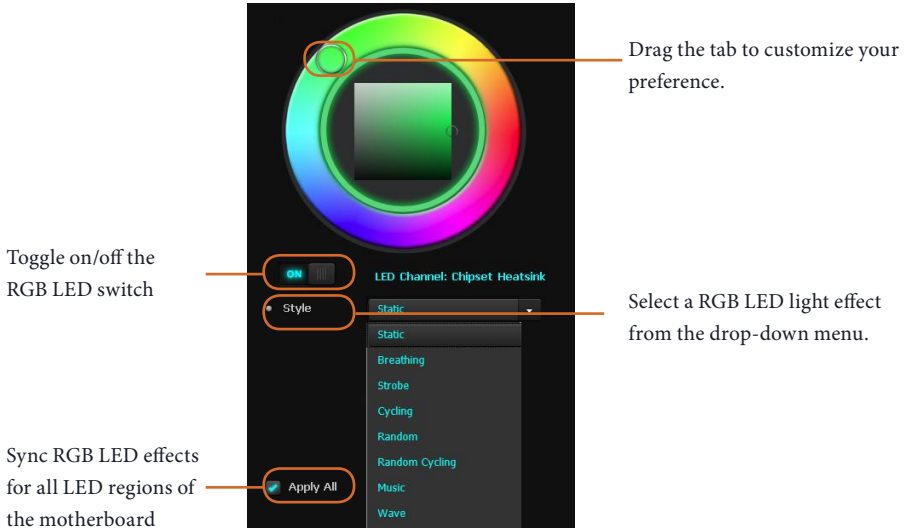 Drag the tab to customize your
preference.
Toggle on/off the
RGB LED switch
ON
LED Channel: Chipset Heatsink
Style
Static
Select a RGB LED light effect
from the drop-down menu.
Static
Breathing
Strobe
Cycling
Random
Random Cycling
Music
Wave
Sync RGB LED effects
for all LED regions of
the motherboard
Apply All